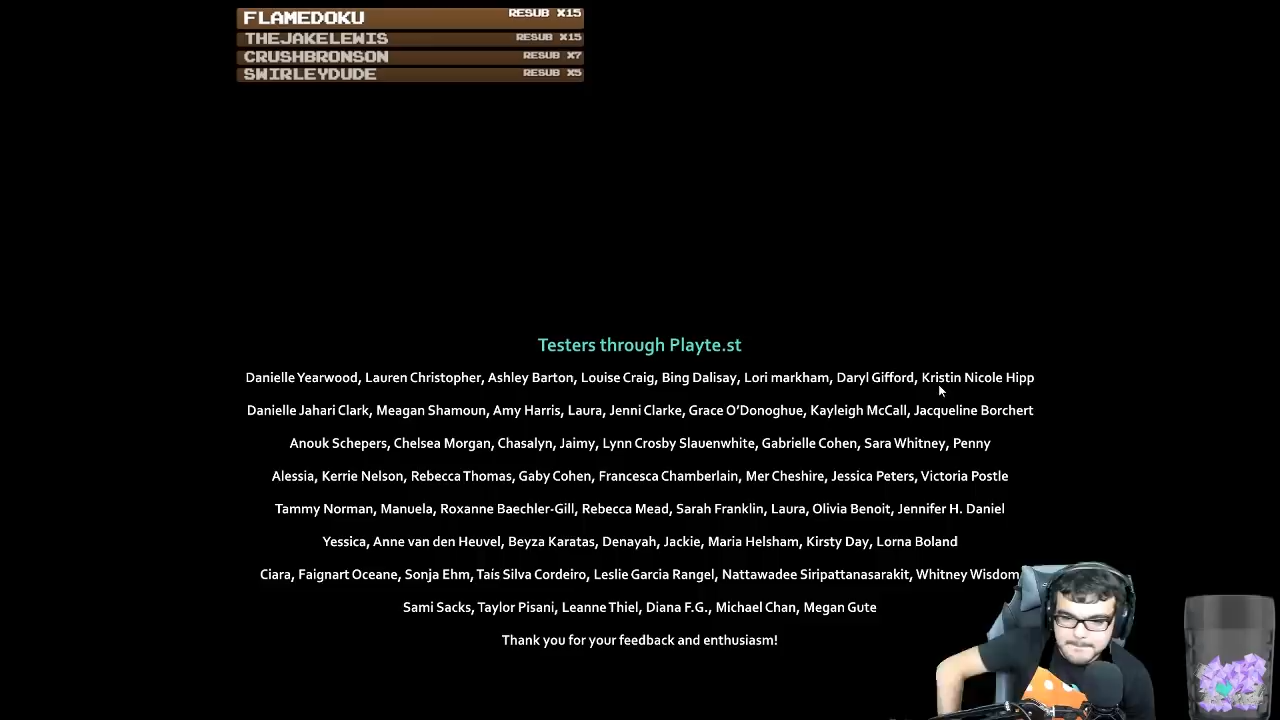 FLAMEDOKU RESUB X15
THEJAKELEWIS RESUB X15
CRUSHBRONSON RESUB X7
SWIRLEYDUDE RESUB X5
Testers through Playte.st
Danielle Yearwood, Lauren Christopher, Ashley Barton, Louise Craig, Bing Dalisay, Lori markham, Daryl Gifford, Kristin Nicole Hipp
Danielle Jahari Clark, Meagan Shamoun, Amy Harris, Laura, Jenni Clarke, Grace O'Donoghue, Kayleigh McCall, Jacqueline Borchert
Anouk Schepers, Chelsea Morgan, Chasalyn, Jaimy, Lynn Crosby Slauenwhite, Gabrielle Cohen, Sara Whitney, Penny
Alessia, Kerrie Nelson, Rebecca Thomas, Gaby Cohen, Francesca Chamberlain, Mer Cheshire, Jessica Peters, Victoria Postle
Tammy Norman, Manuela, Roxanne Baechler-Gill, Rebecca Mead, Sarah Franklin, Laura, Olivia Benoit, Jennifer H. Daniel
Yessica, Anne van den Heuvel, Beyza Karatas, Denayah, Jackie, Maria Helsham, Kirsty Day, Lorna Boland
Ciara, Faignart Oceane, Sonja Ehm, Taís Silva Cordeiro, Leslie Garcia Rangel, Nattawadee Siripattanasarakit, Whitney Wisdom
Sami Sacks, Taylor Pisani, Leanne Thiel, Diana F.G., Michael Chan, Megan Gute
Thank you for your feedback and enthusiasm!